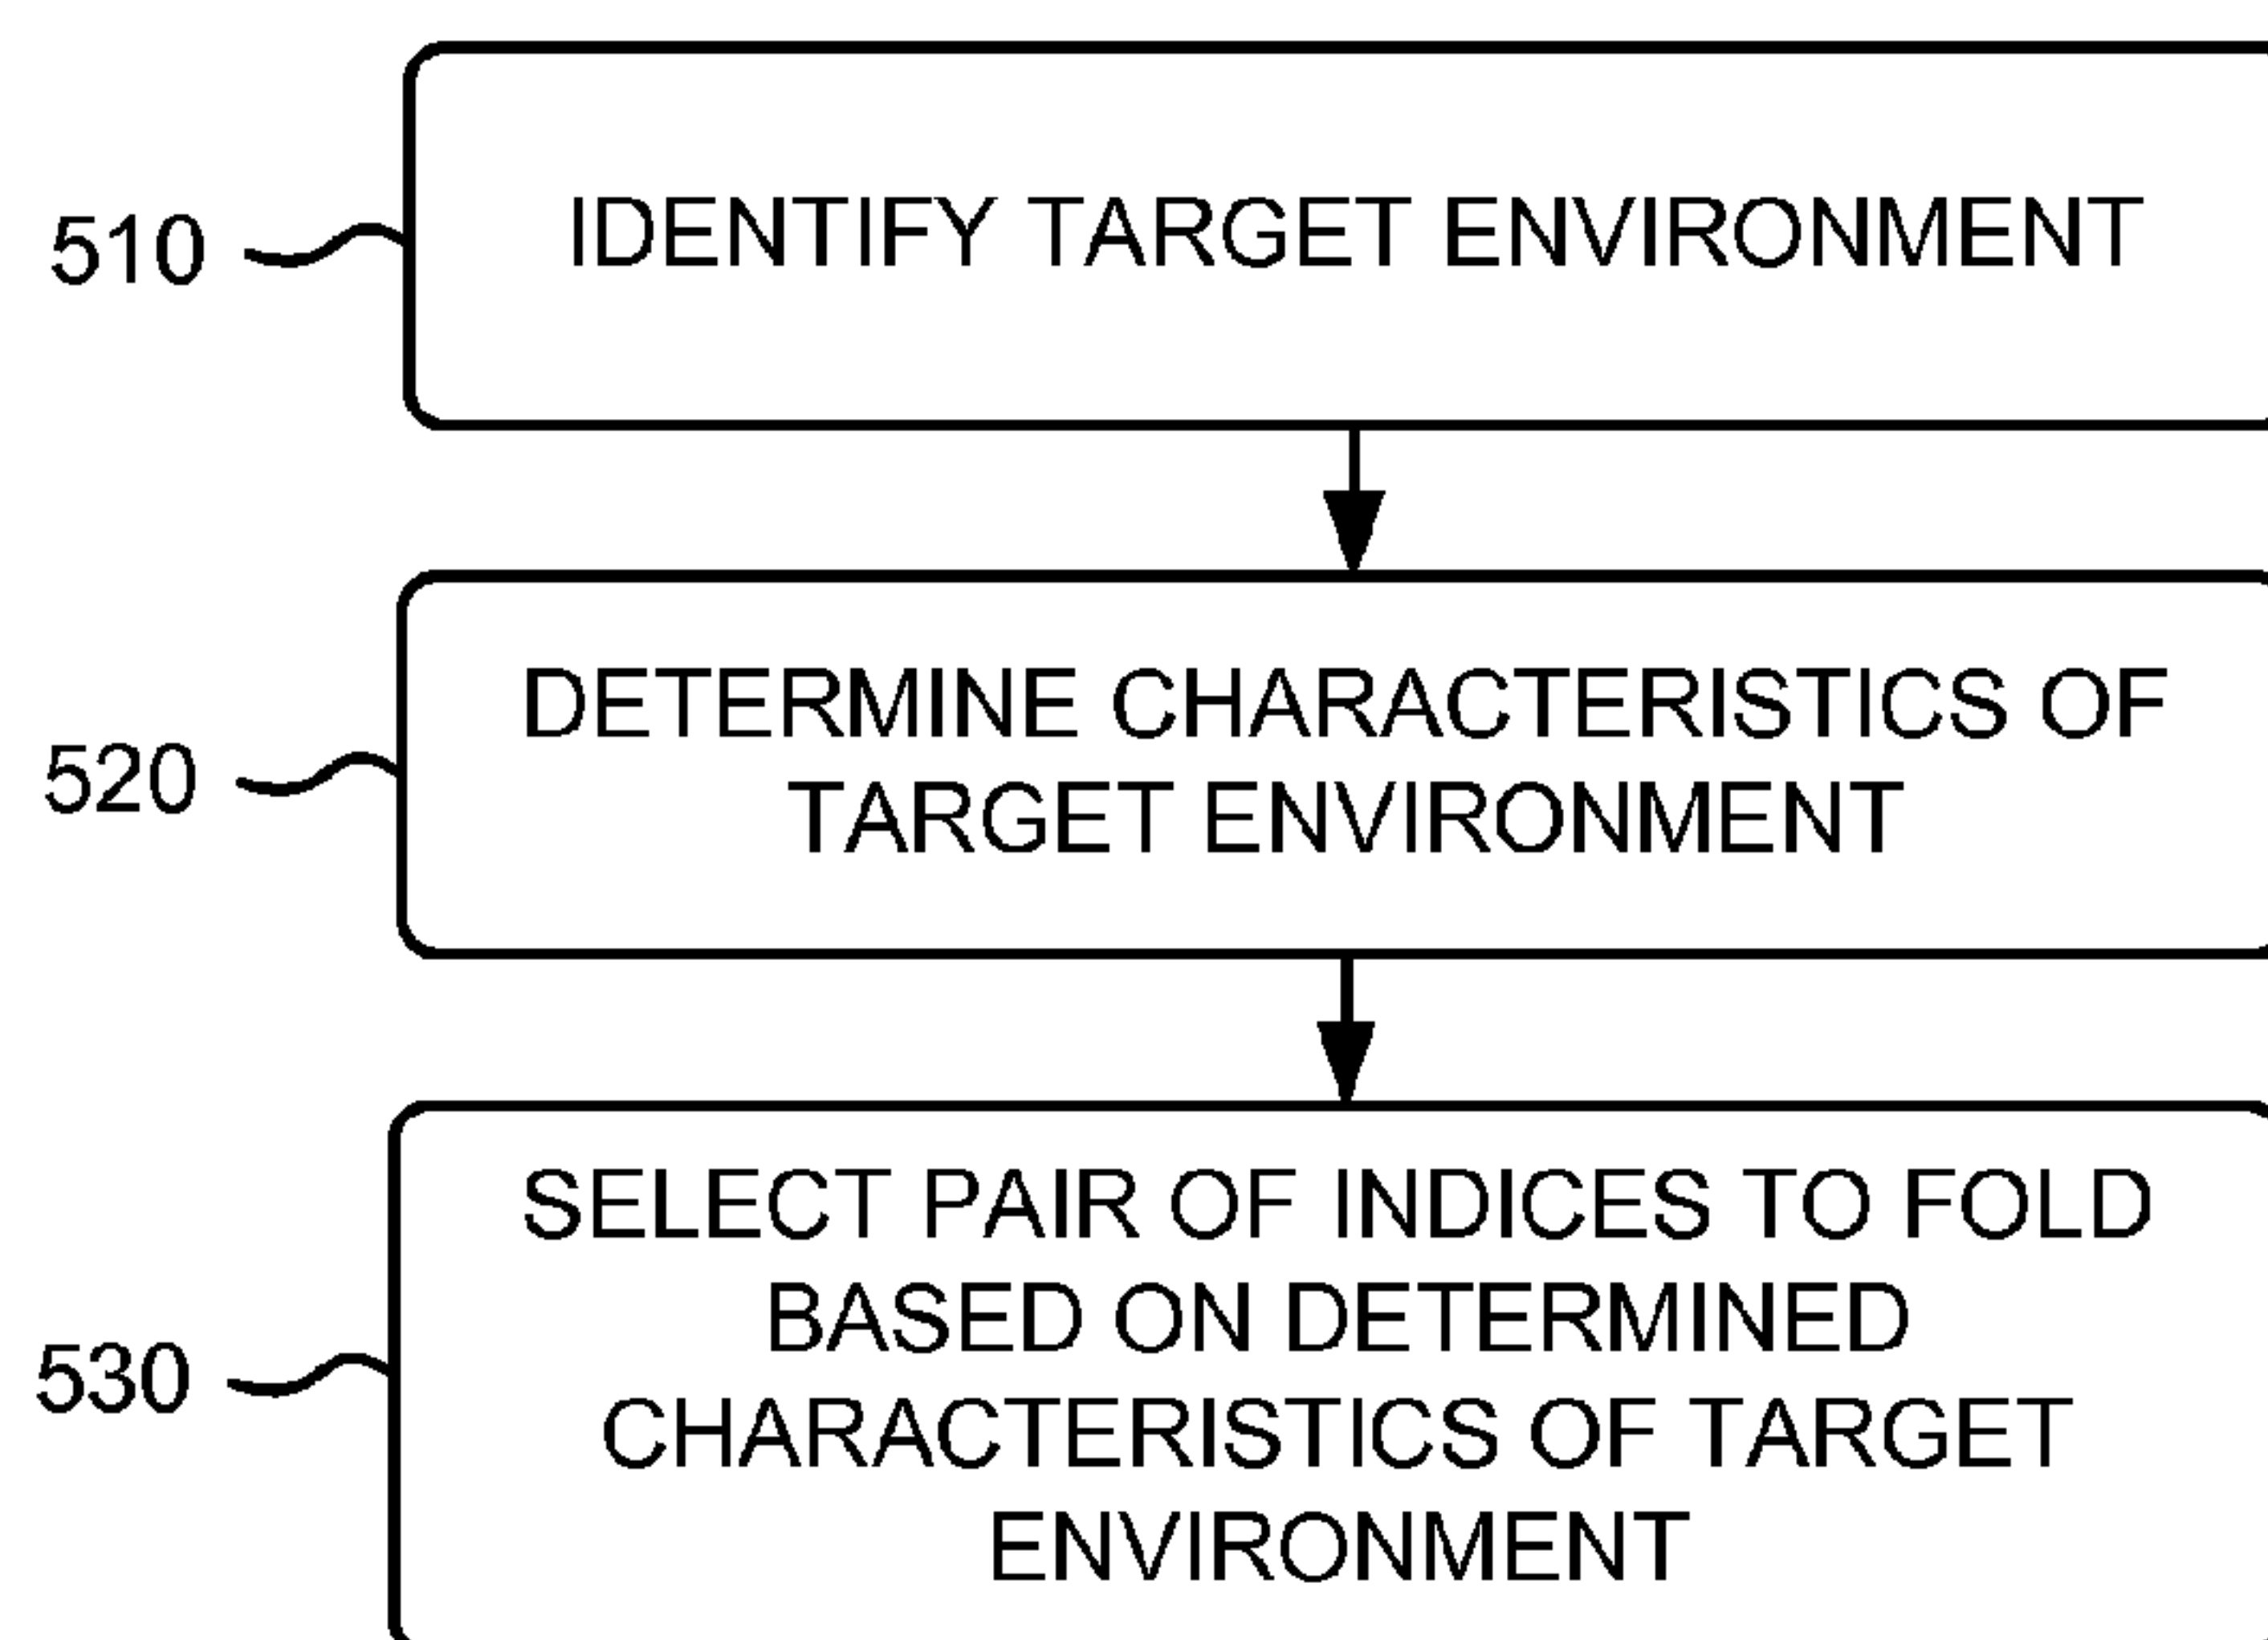 510
IDENTIFY TARGET ENVIRONMENT
520
DETERMINE CHARACTERISTICS OF
TARGET ENVIRONMENT
530
SELECT PAIR OF INDICES TO FOLD
BASED ON DETERMINED
CHARACTERISTICS OF TARGET
ENVIRONMENT